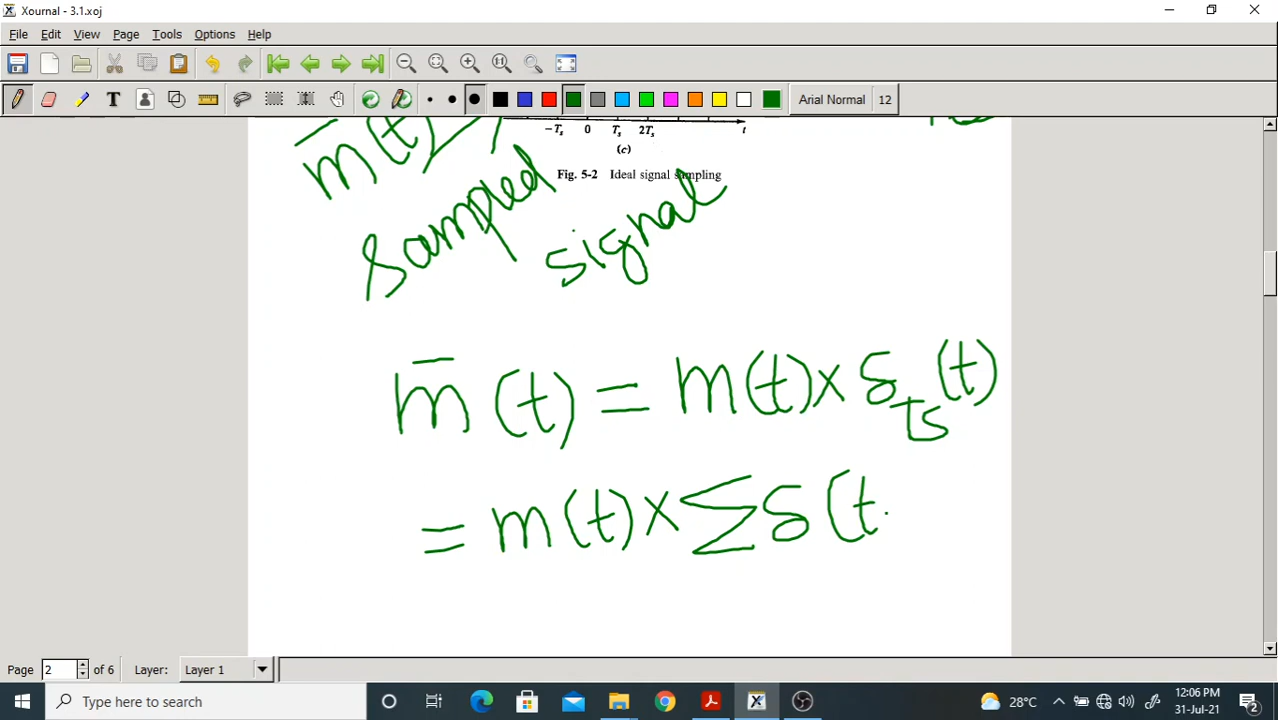 Xournal - 3.1.xoj
File Edit View Page Tools Options Help
Arial Normal 12
m̄(t)
-Ts 0 Ts 2Ts t
(c)
Fig. 5-2 Ideal signal sampling
Sampled signal
m̄(t) = m(t) × δ_Ts(t)
= m(t) × Σ δ(t
Page 2 of 6 Layer: Layer 1
Type here to search
28°C
12:06 PM
31-Jul-21
2